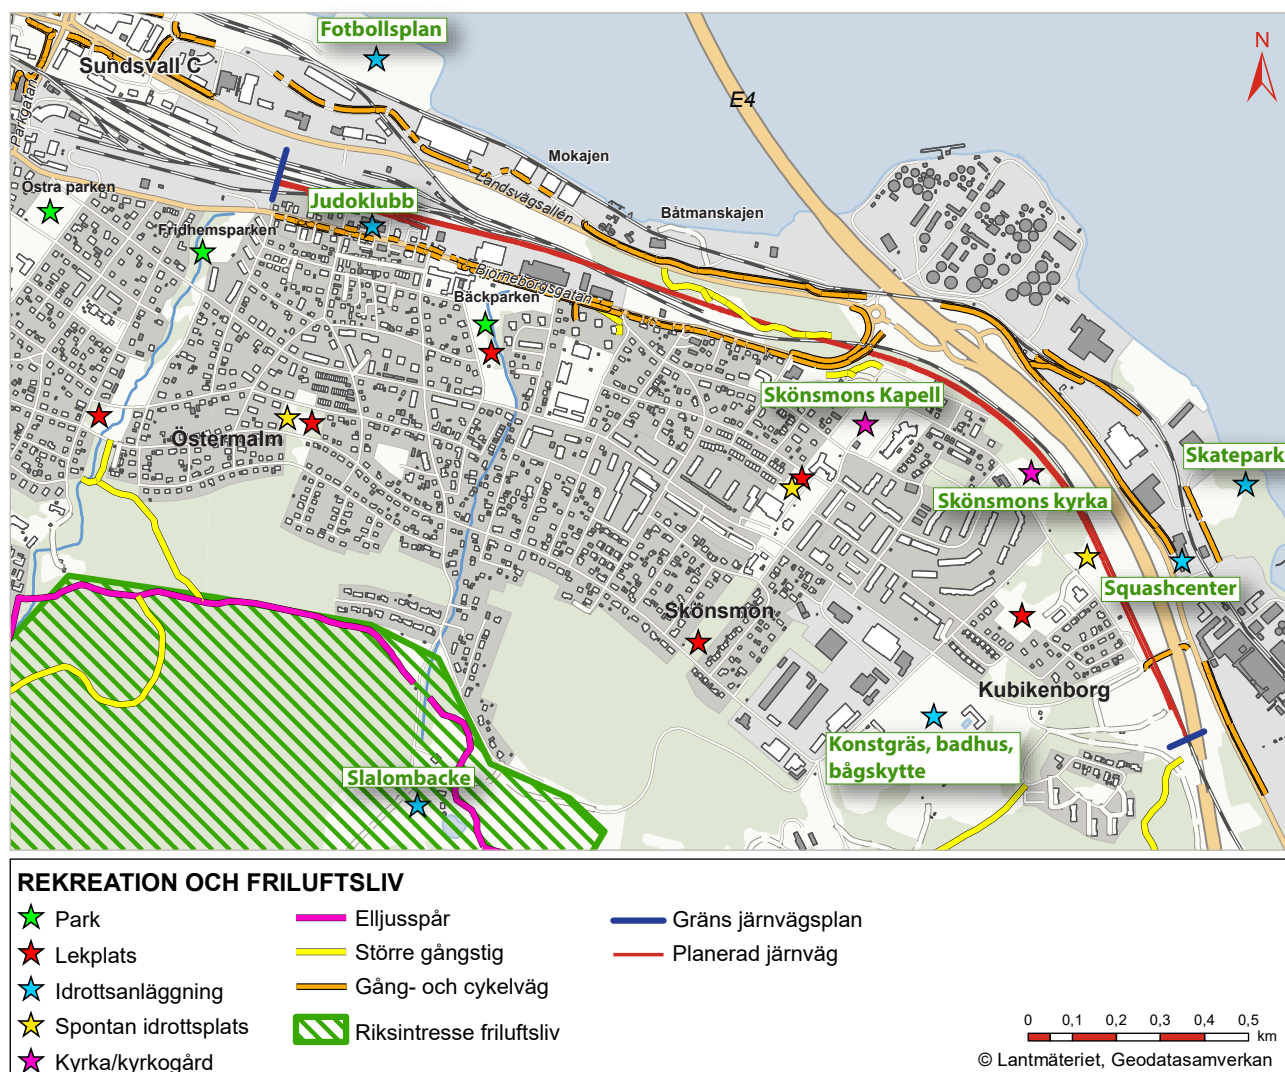 Fotbollsplan
Sundsvall C
E4
N
Parkgatan
Mokajen
Landsvägsallén
Östra parken
Judoklubb
Båtmanskajen
Fridhemsparken
Björneborgsgatan
Bäckparken
Skönsmons Kapell
Östermalm
Skatepark
Skönsmons kyrka
Squashcenter
Skönsmon
Kubikenborg
Konstgräs, badhus,
bågskytte
Slalombacke
REKREATION OCH FRILUFTSLIV
Park
Lekplats
Idrottsanläggning
Spontan idrottsplats
Kyrka/kyrkogård
Elljusspår
Större gångstig
Gång- och cykelväg
Riksintresse friluftsliv
Gräns järnvägsplan
Planerad järnväg
0 0,1 0,2 0,3 0,4 0,5
km
© Lantmäteriet, Geodatasamverkan